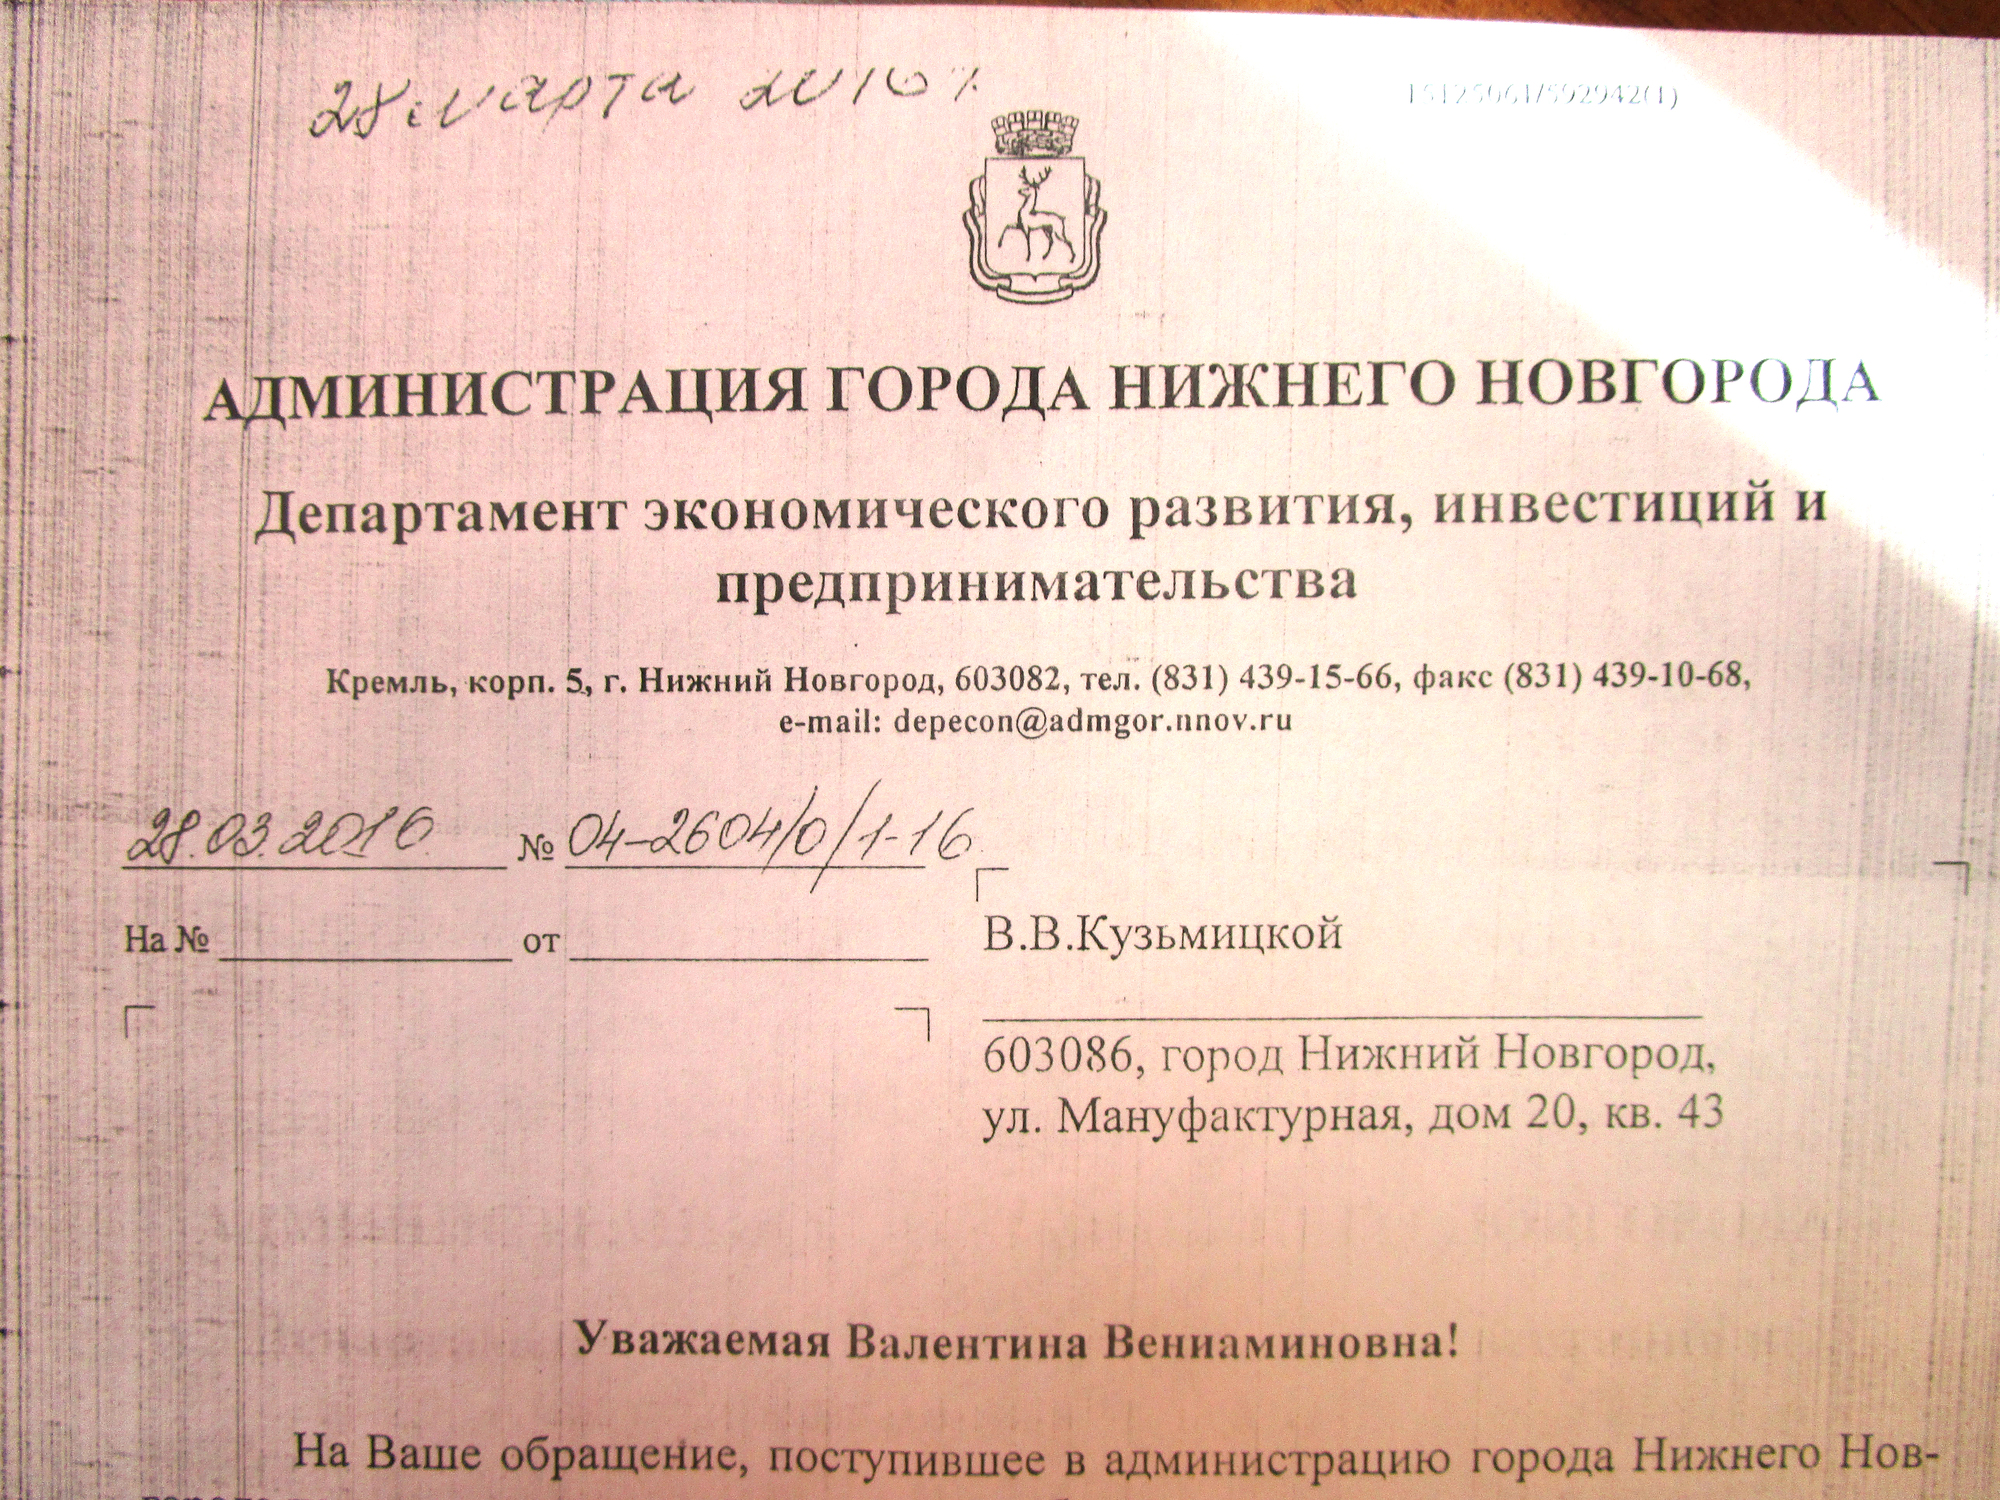 28 марта 2016 г.
15125061/592942(1)
АДМИНИСТРАЦИЯ ГОРОДА НИЖНЕГО НОВГОРОДА
Департамент экономического развития, инвестиций и
предпринимательства
Кремль, корп. 5, г. Нижний Новгород, 603082, тел. (831) 439-15-66, факс (831) 439-10-68,
e-mail: depecon@admgor.nnov.ru
28.03.2016 № 04-2604/0/1-16
На № от
В.В.Кузьмицкой
603086, город Нижний Новгород,
ул. Мануфактурная, дом 20, кв. 43
Уважаемая Валентина Вениаминовна!
На Ваше обращение, поступившее в администрацию города Нижнего Нов-